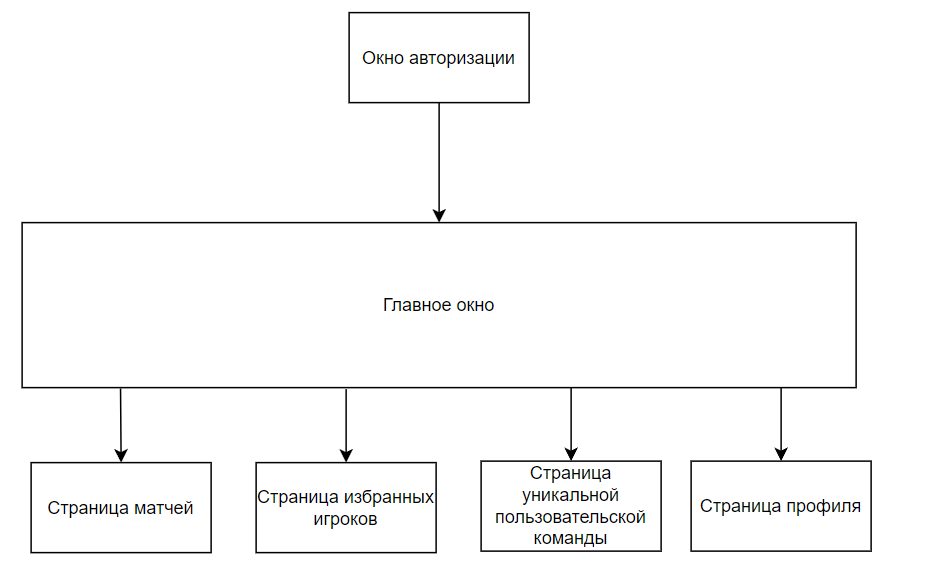 Окно авторизации
Главное окно
Страница матчей
Страница избранных
игроков
Страница
уникальной
пользовательской
команды
Страница профиля